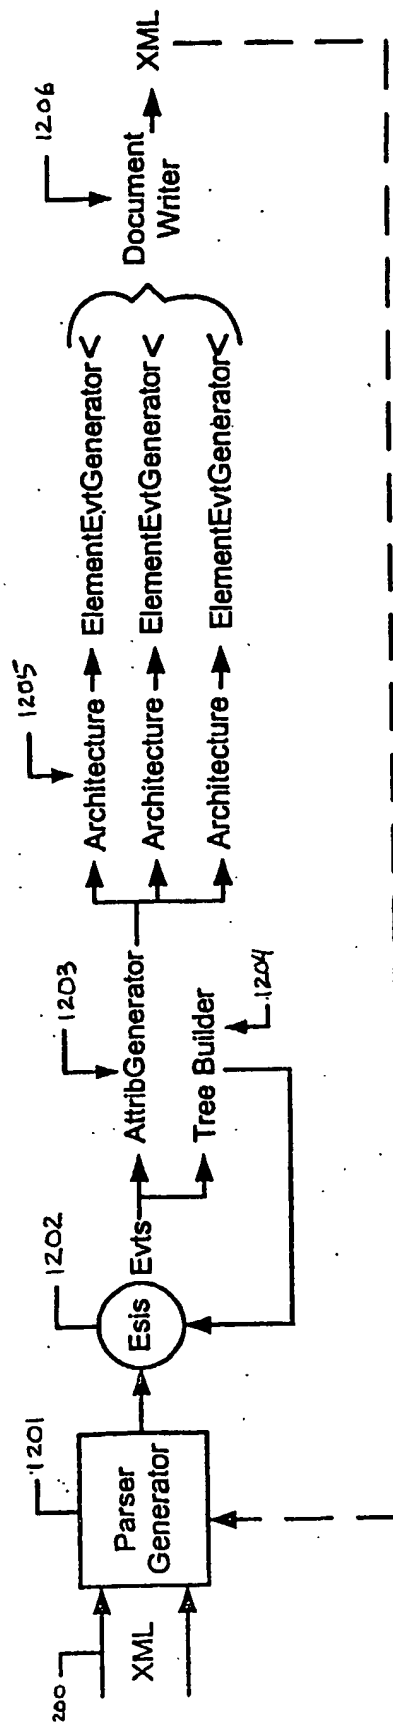 200
XML
1201
Parser
Generator
1202
Esis
Evts
1203
AttribGenerator
Tree Builder
1204
1205
Architecture
ElementEvtGenerator <
Architecture
ElementEvtGenerator <
Architecture
ElementEvtGenerator <
1206
Document
Writer
XML